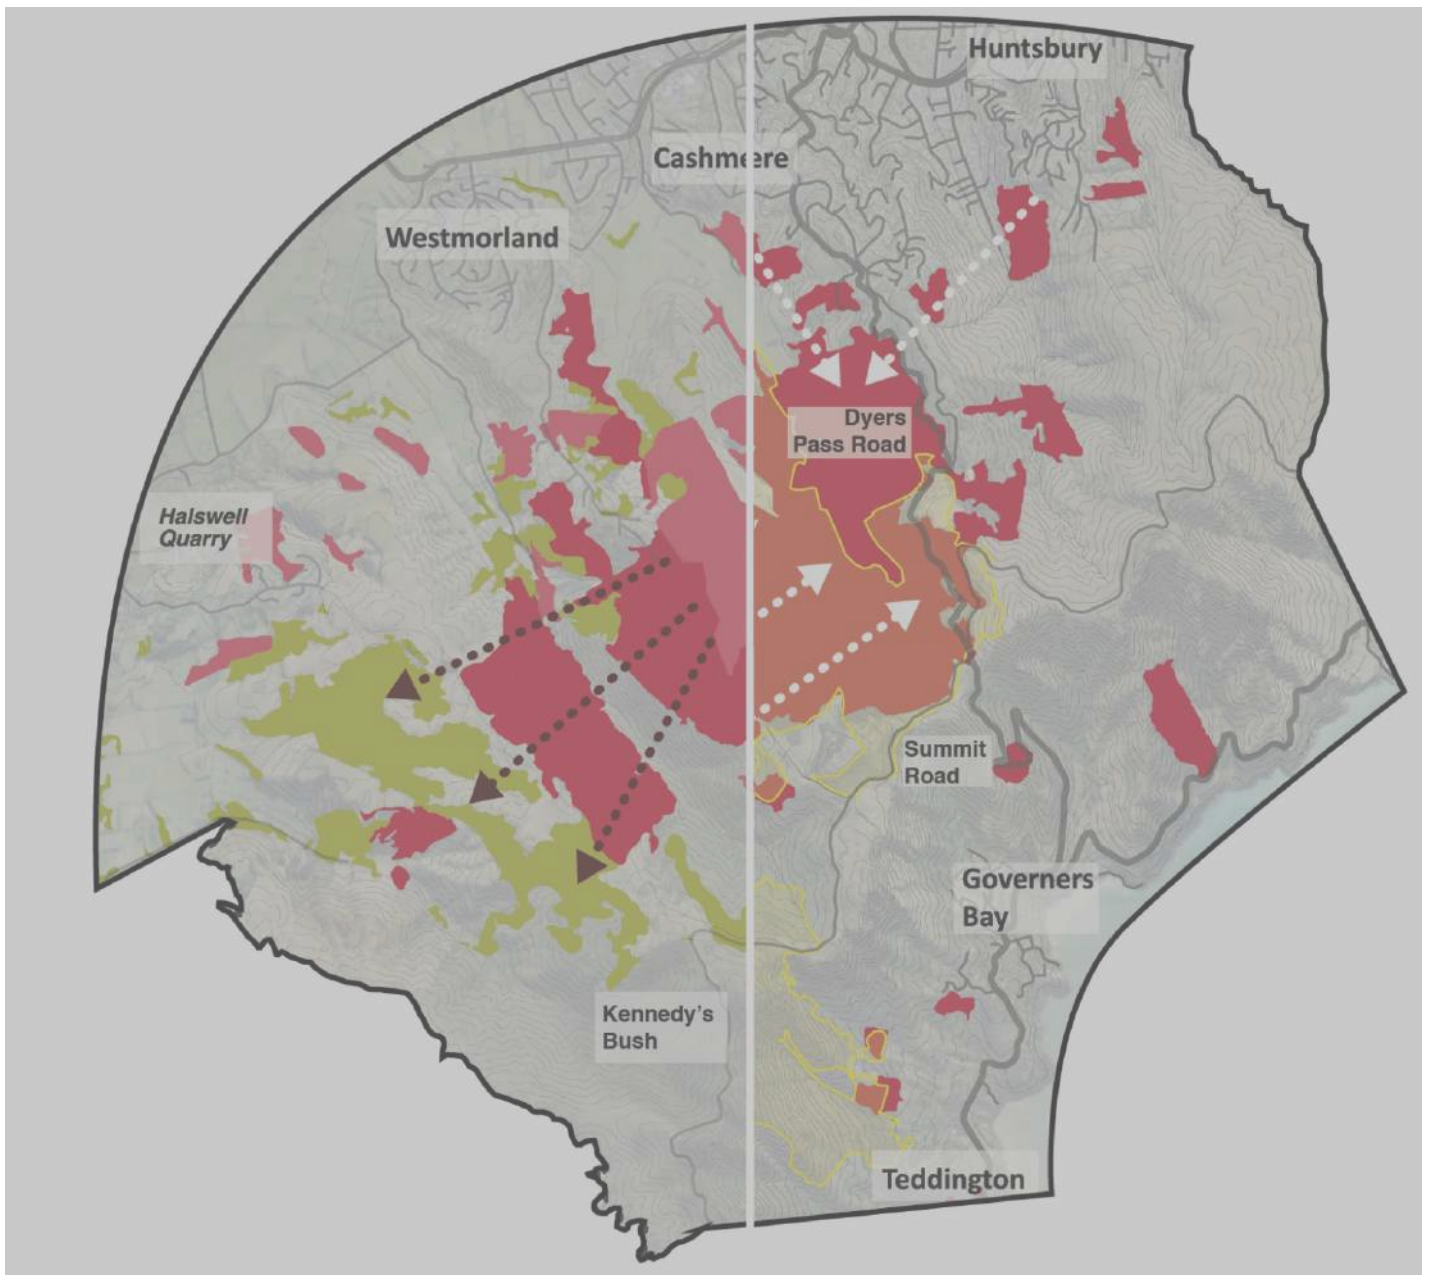 Huntsbury
Cashmere
Westmorland
Dyers
Pass Road
Halswell
Quarry
Summit
Road
Governers
Bay
Kennedy's
Bush
Teddington